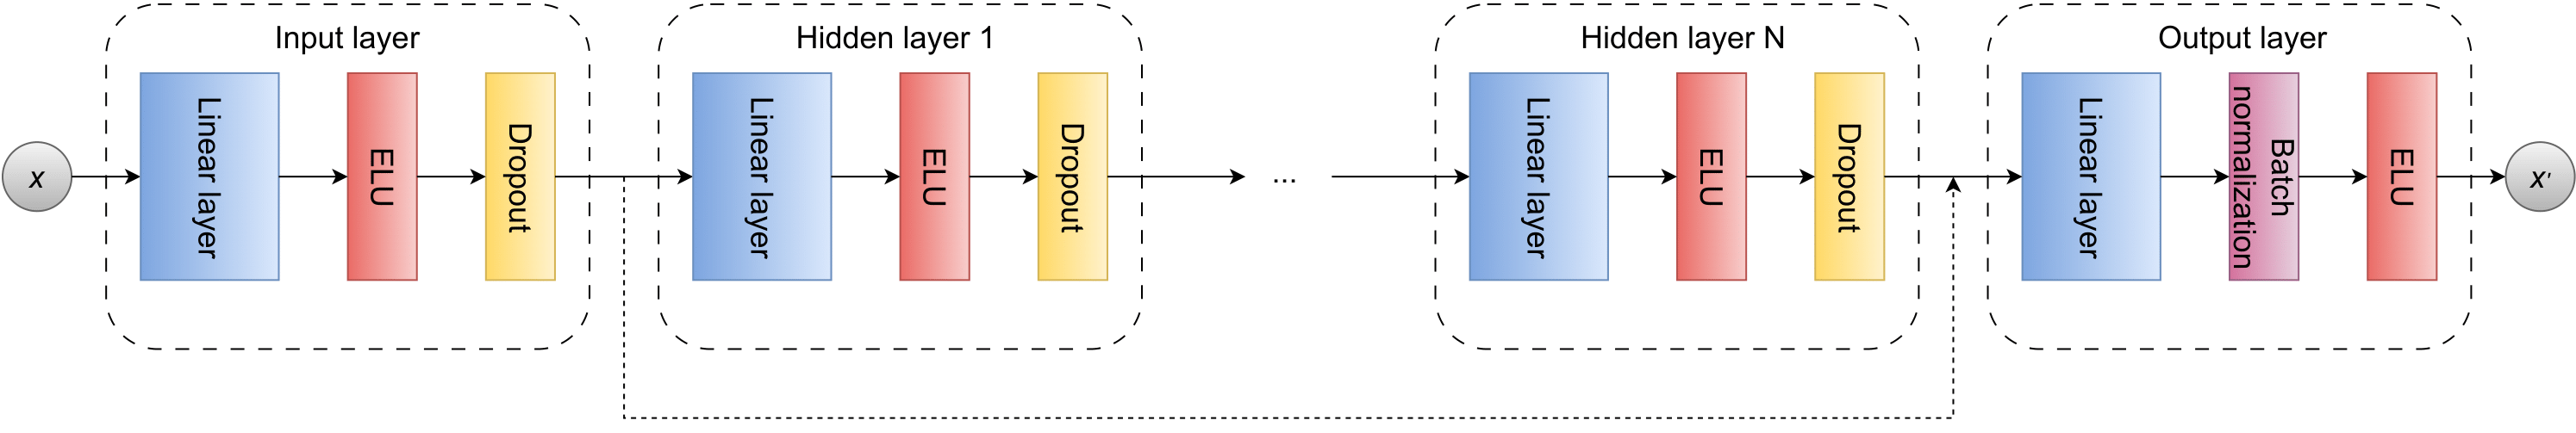 x
Input layer
Linear layer
ELU
Dropout
Hidden layer 1
Linear layer
ELU
Dropout
...
Hidden layer N
Linear layer
ELU
Dropout
Output layer
Linear layer
Batch
normalization
ELU
x'